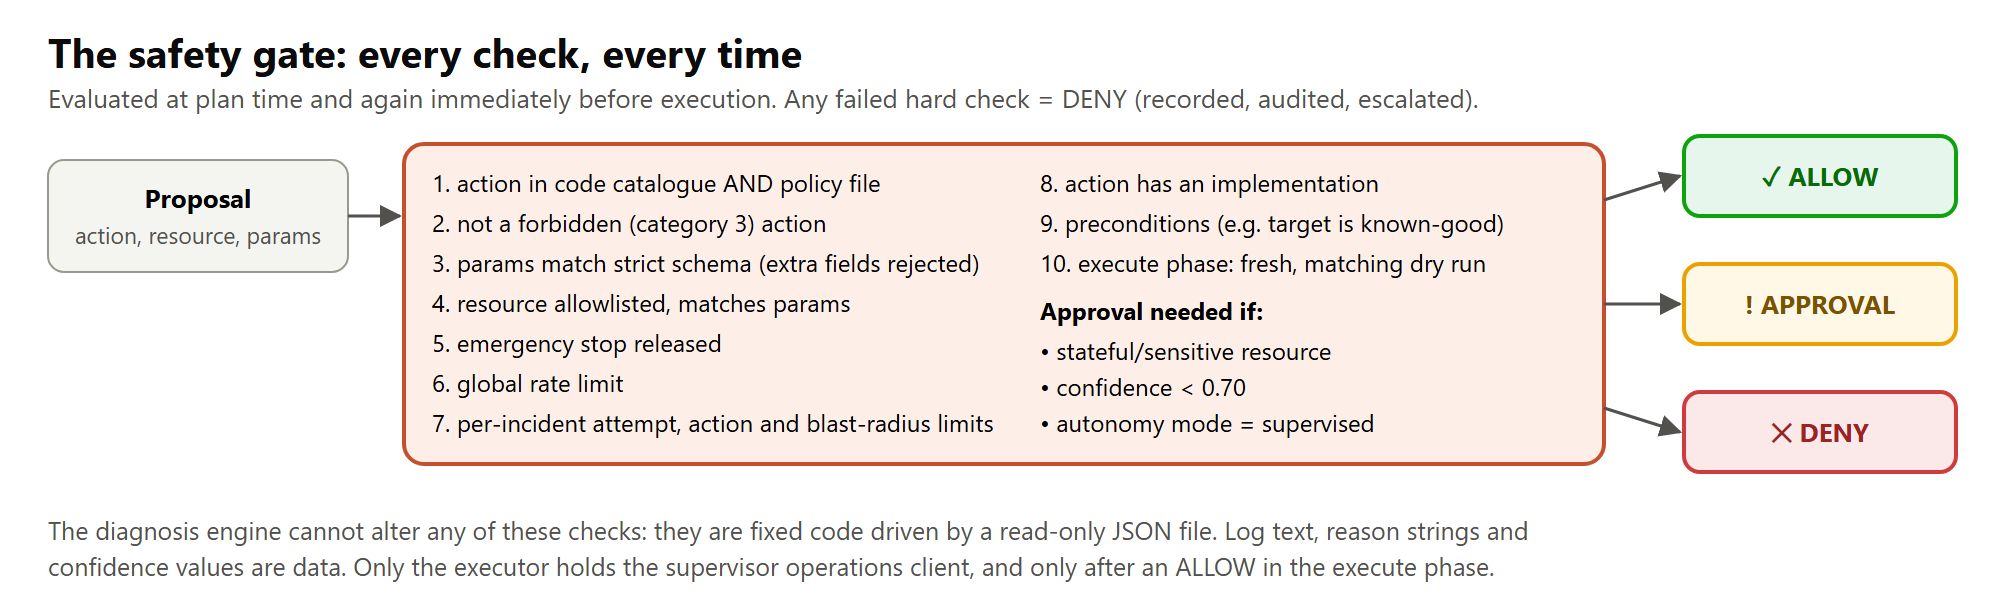 The safety gate: every check, every time
Evaluated at plan time and again immediately before execution. Any failed hard check = DENY (recorded, audited, escalated).
Proposal
action, resource, params
1. action in code catalogue AND policy file
2. not a forbidden (category 3) action
3. params match strict schema (extra fields rejected)
4. resource allowlisted, matches params
5. emergency stop released
6. global rate limit
7. per-incident attempt, action and blast-radius limits
8. action has an implementation
9. preconditions (e.g. target is known-good)
10. execute phase: fresh, matching dry run
Approval needed if:
• stateful/sensitive resource
• confidence < 0.70
• autonomy mode = supervised
✓ ALLOW
! APPROVAL
✕ DENY
The diagnosis engine cannot alter any of these checks: they are fixed code driven by a read-only JSON file. Log text, reason strings and
confidence values are data. Only the executor holds the supervisor operations client, and only after an ALLOW in the execute phase.